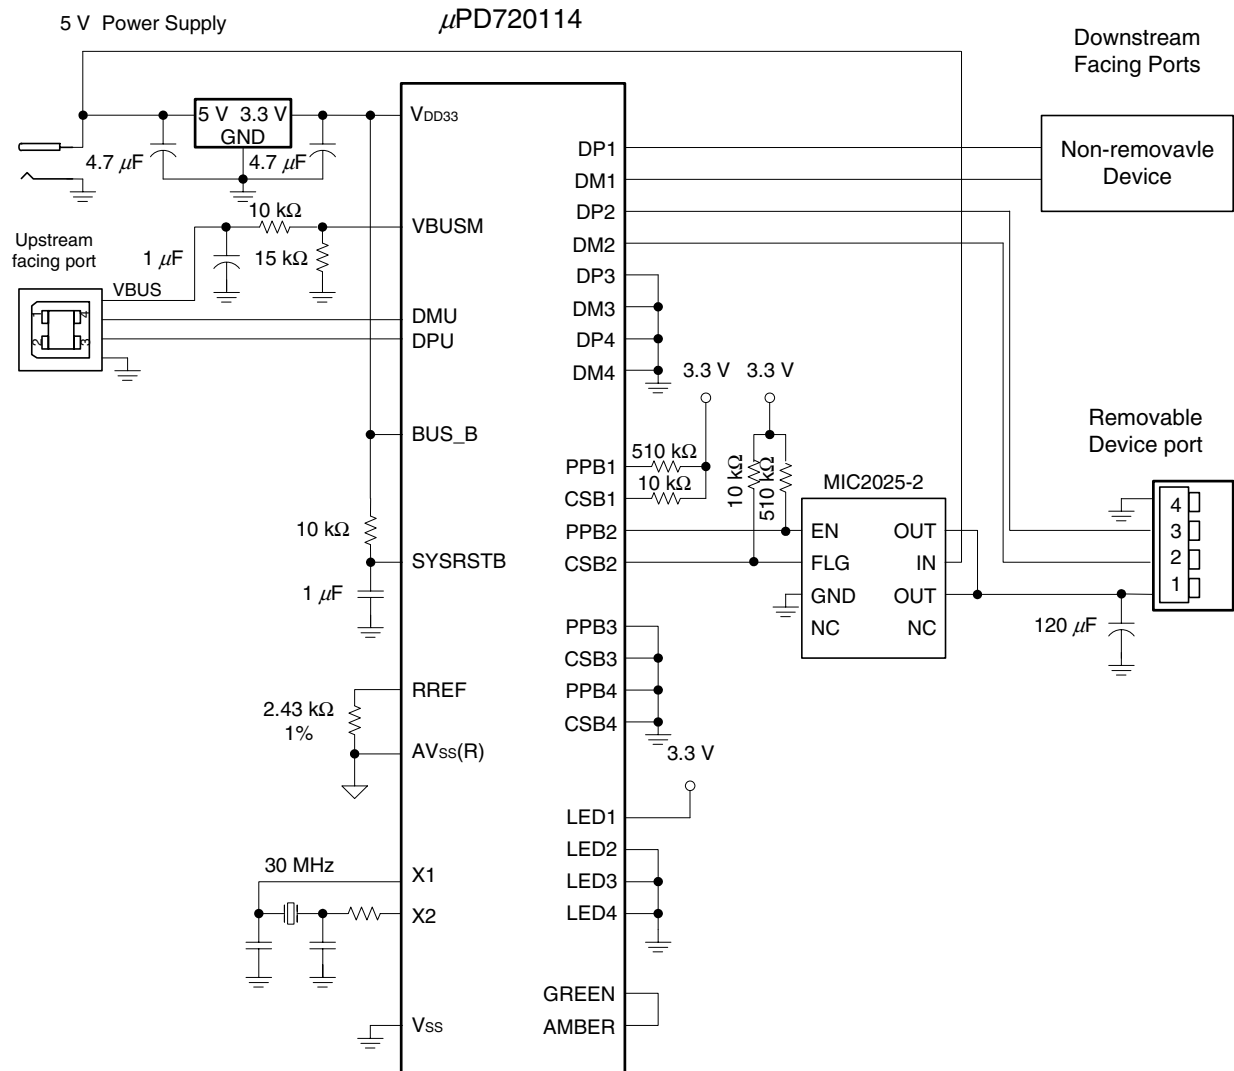 μPD720114
5 V Power Supply
Downstream
Facing Ports
5 V 3.3 V
GND
4.7 μF
4.7 μF
VDD33
DP1
DM1
DP2
DM2
DP3
DM3
DP4
DM4
Non-removavle
Device
10 kΩ
VBUSM
1 μF
15 kΩ
Upstream
facing port
VBUS
1
4
2
3
DMU
DPU
BUS_B
3.3 V
3.3 V
PPB1
510 kΩ
CSB1
10 kΩ
10 kΩ
510 kΩ
PPB2
CSB2
MIC2025-2
EN
OUT
FLG
IN
GND
OUT
NC
NC
Removable
Device port
4
3
2
1
120 μF
10 kΩ
SYSRSTB
1 μF
PPB3
CSB3
PPB4
CSB4
3.3 V
RREF
2.43 kΩ
1%
AVSS(R)
LED1
LED2
LED3
LED4
30 MHz
X1
X2
GREEN
AMBER
VSS